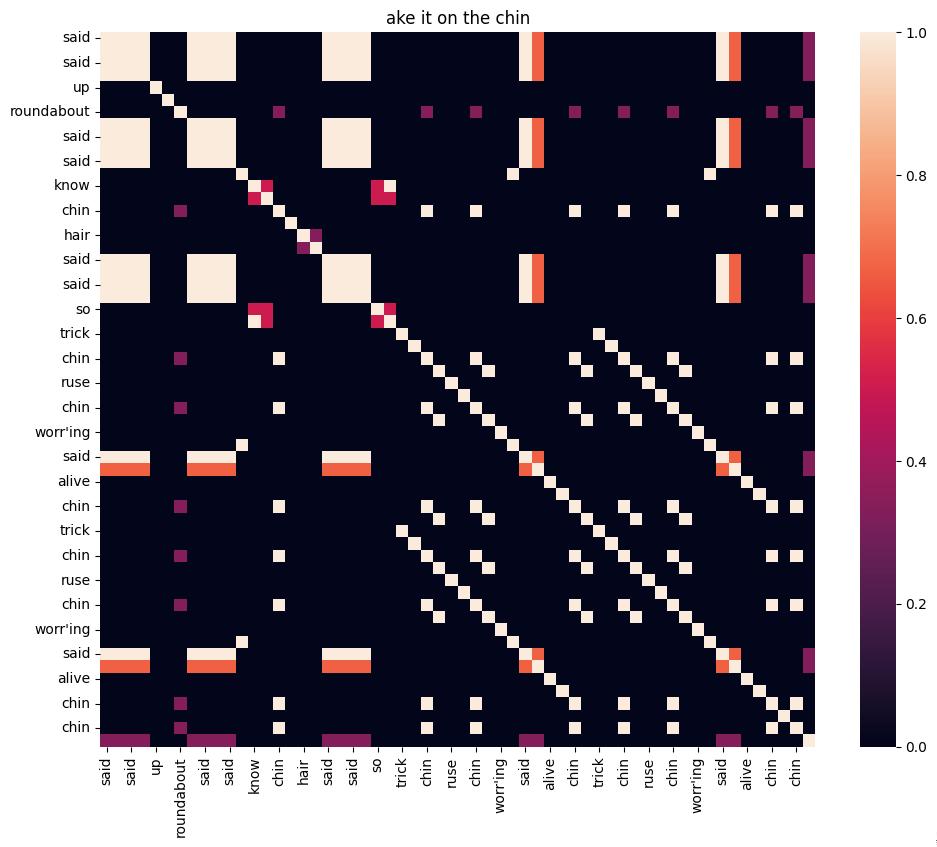 ake it on the chin
said
said
up
roundabout
said
said
know
chin
hair
said
said
so
trick
chin
ruse
chin
worr'ing
said
alive
chin
trick
chin
ruse
chin
worr'ing
said
alive
chin
chin
1.0
0.8
0.6
0.4
0.2
0.0
said
said
up
roundabout
said
said
know
chin
hair
said
said
so
trick
chin
ruse
chin
worr'ing
said
alive
chin
trick
chin
ruse
chin
worr'ing
said
alive
chin
chin